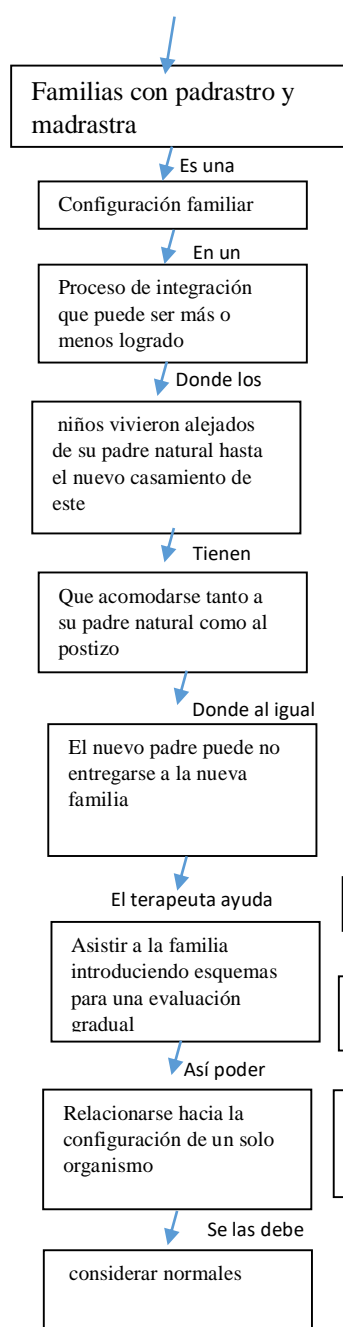 Familias con padrastro y
madrastra
Es una
Configuración familiar
En un
Proceso de integración
que puede ser más o
menos logrado
Donde los
niños vivieron alejados
de su padre natural hasta
el nuevo casamiento de
este
Tienen
Que acomodarse tanto a
su padre natural como al
postizo
Donde al igual
El nuevo padre puede no
entregarse a la nueva
familia
El terapeuta ayuda
Asistir a la familia
introduciendo esquemas
para una evaluación
gradual
Así poder
Relacionarse hacia la
configuración de un solo
organismo
Se las debe
considerar normales